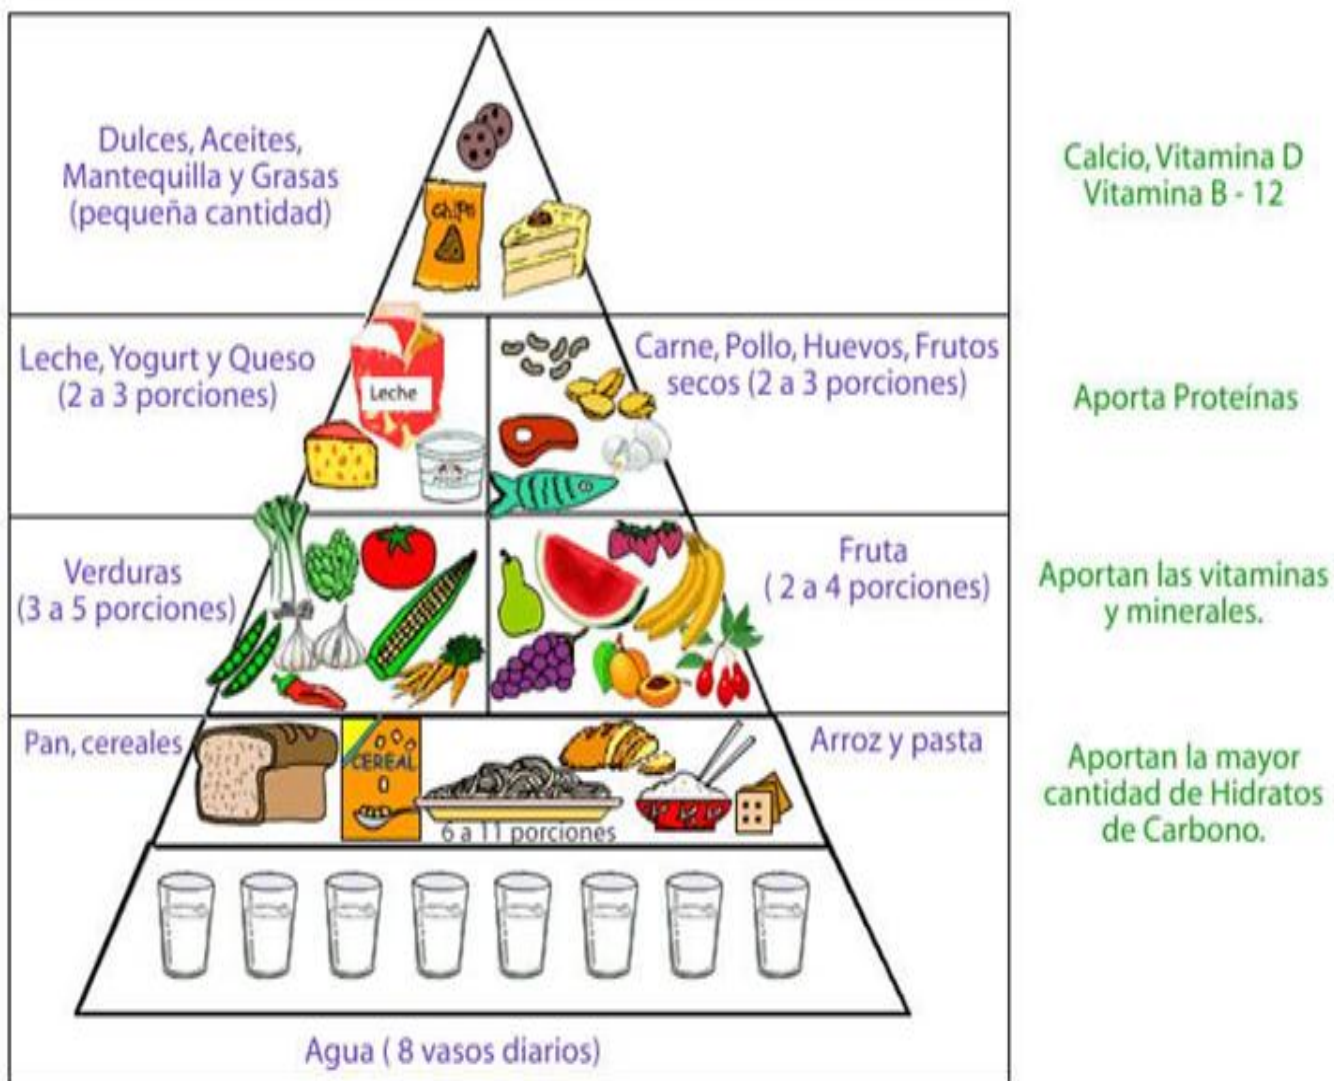 Dulces, Aceites,
Mantequilla y Grasas
(pequeña cantidad)
Chips
Calcio, Vitamina D
Vitamina B - 12
Leche, Yogurt y Queso
(2 a 3 porciones)
Leche
Carne, Pollo, Huevos, Frutos
secos (2 a 3 porciones)
Aporta Proteínas
Verduras
(3 a 5 porciones)
Fruta
( 2 a 4 porciones)
Aportan las vitaminas
y minerales.
Pan, cereales
CEREAL
6 a 11 porciones
Arroz y pasta
Aportan la mayor
cantidad de Hidratos
de Carbono.
Agua ( 8 vasos diarios)